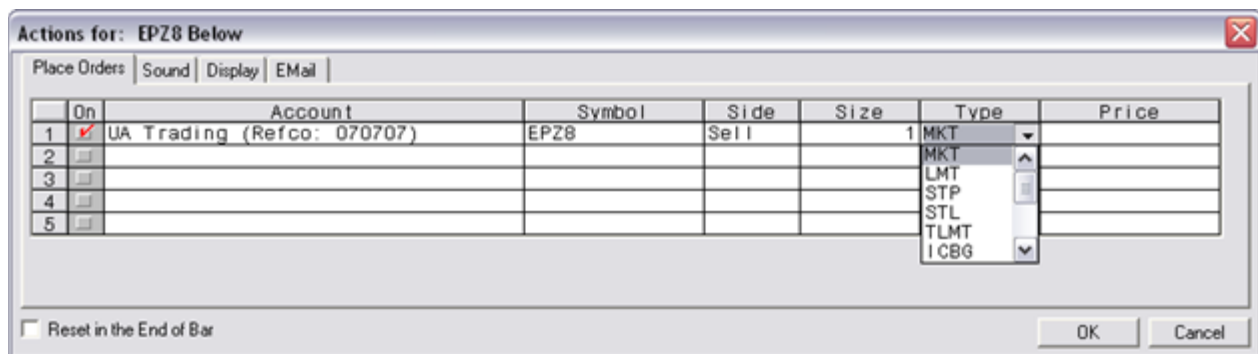 Actions for: EPZ8 Below
Place Orders Sound Display EMail
On Account Symbol Side Size Type Price
1 UA Trading (Refco: 070707) EPZ8 Sell 1 MKT
2 MKT
3 LMT
4 STP
5 STL
TLMT
ICBG
Reset in the End of Bar OK Cancel